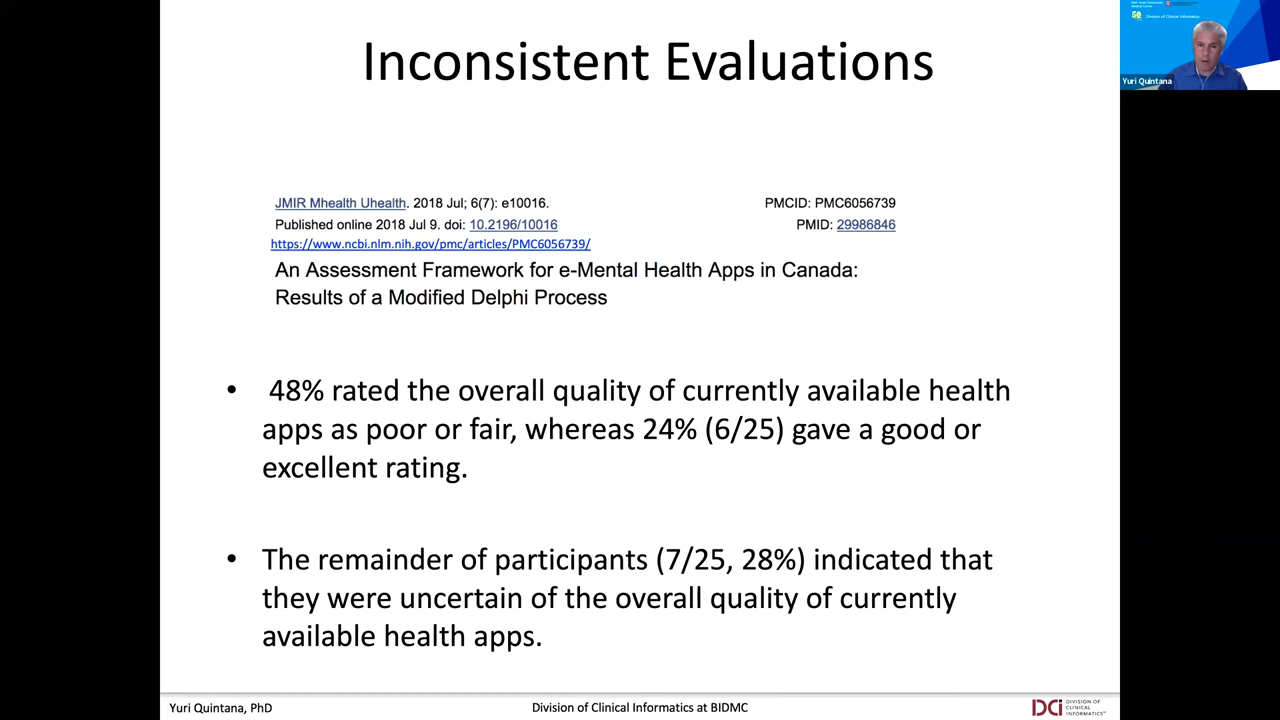 Inconsistent Evaluations
JMIR Mhealth Uhealth. 2018 Jul; 6(7): e10016.
PMCID: PMC6056739
Published online 2018 Jul 9. doi: 10.2196/10016
PMID: 29986846
https://www.ncbi.nlm.nih.gov/pmc/articles/PMC6056739/
An Assessment Framework for e-Mental Health Apps in Canada:
Results of a Modified Delphi Process
• 48% rated the overall quality of currently available health
apps as poor or fair, whereas 24% (6/25) gave a good or
excellent rating.
• The remainder of participants (7/25, 28%) indicated that
they were uncertain of the overall quality of currently
available health apps.
Yuri Quintana, PhD
Division of Clinical Informatics at BIDMC
DCi DIVISION OF
CLINICAL
INFORMATICS
50
Division of Clinical Informatics
Yuri Quintana